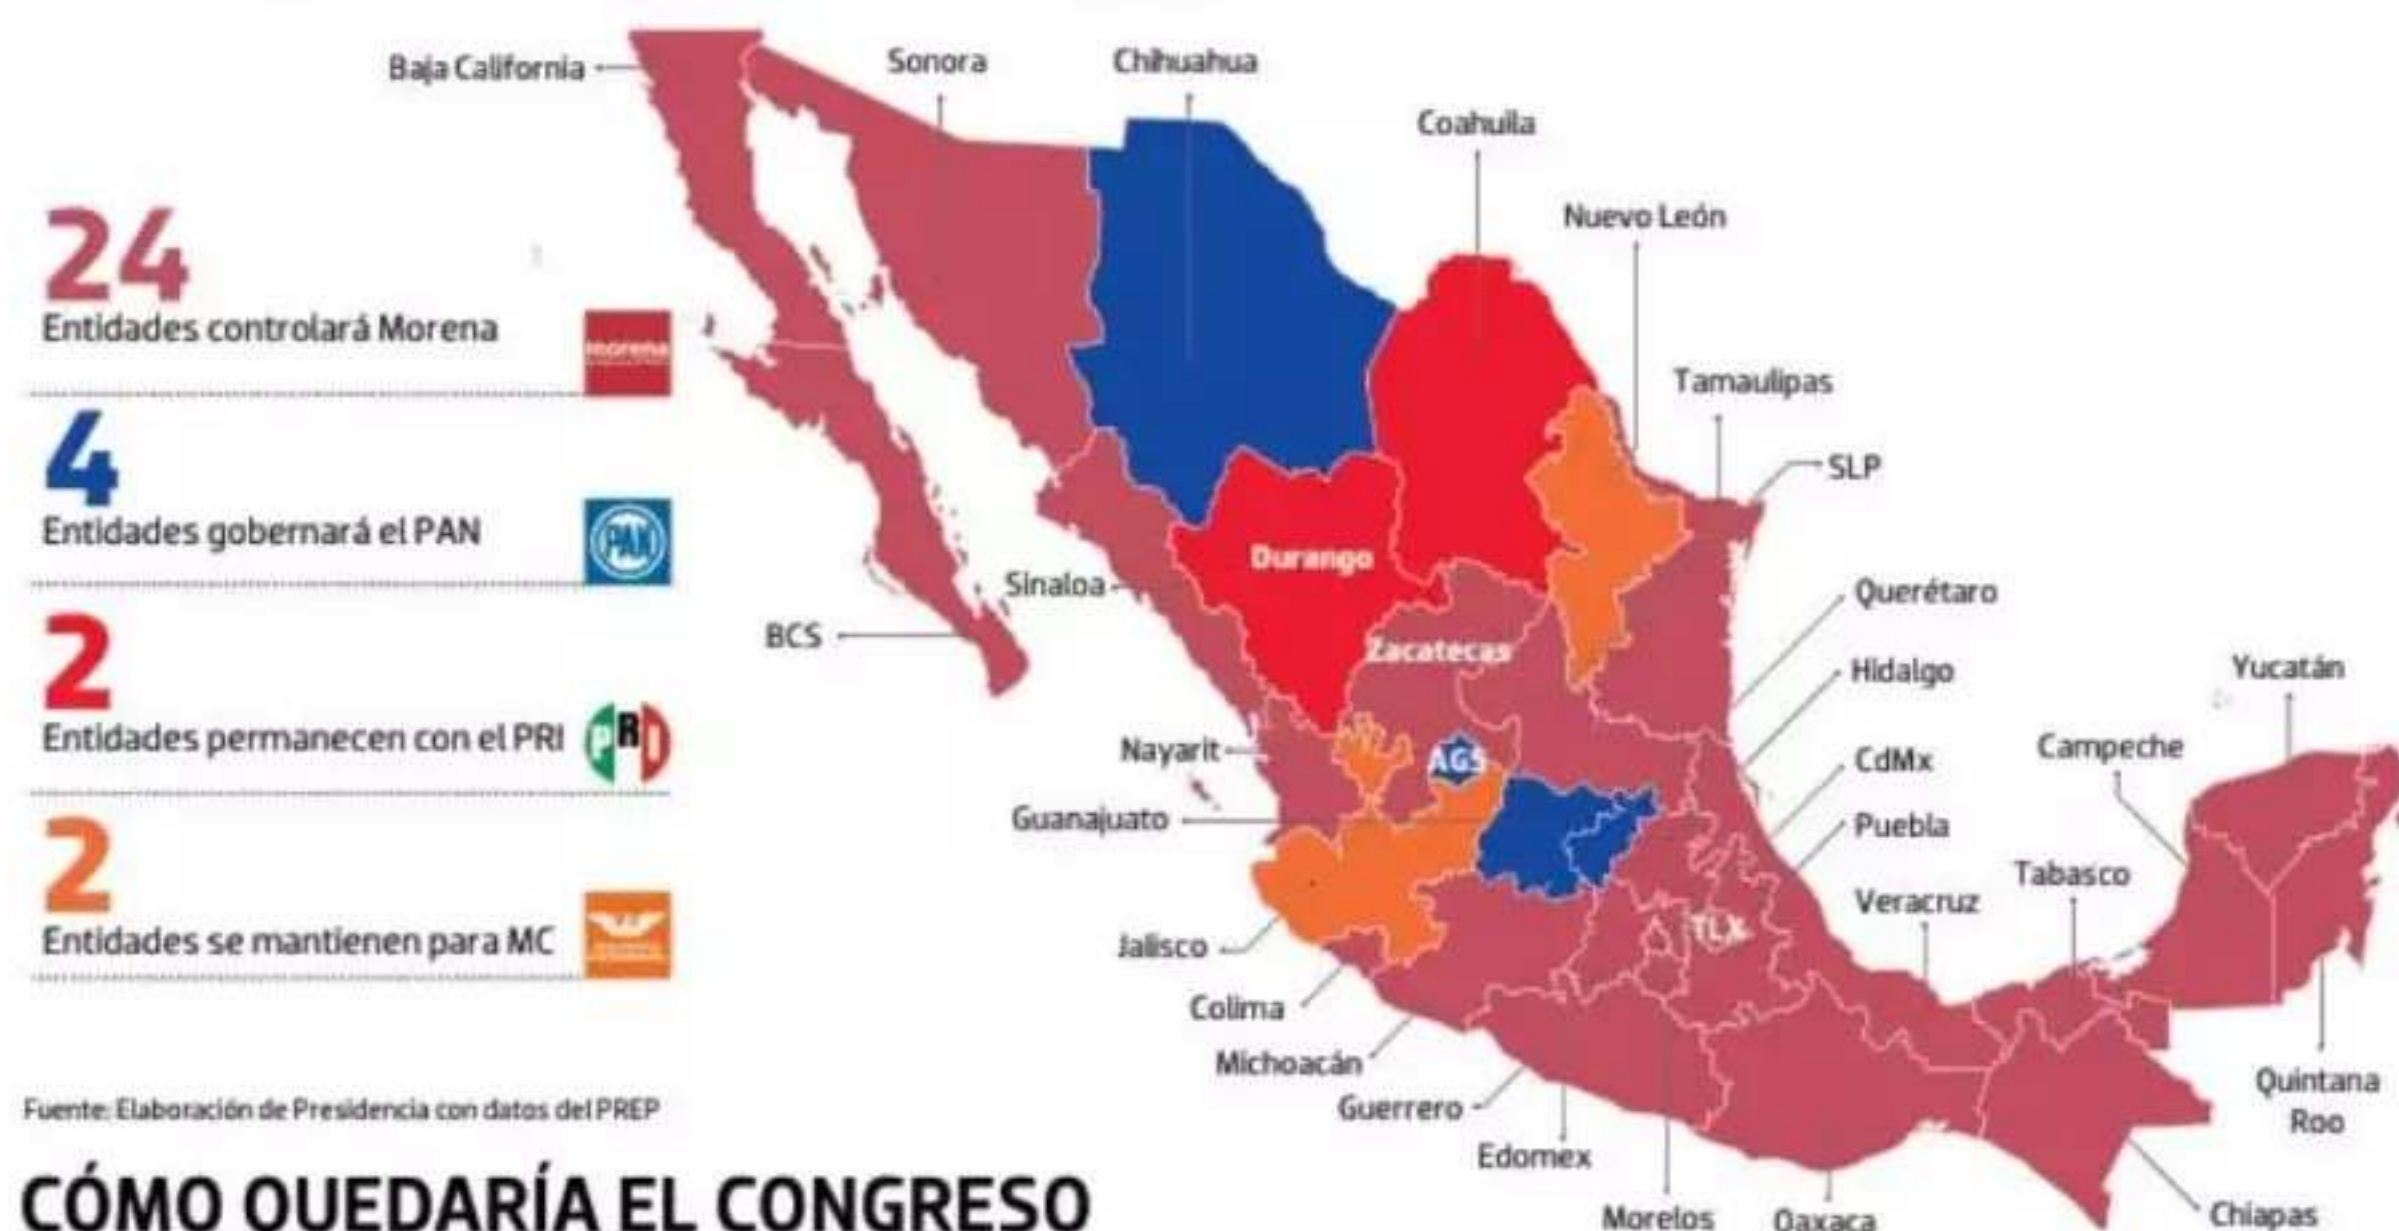 Baja California
Sonora
Chihuahua
Coahuila
Nuevo León
Tamaulipas
SLP
24
Entidades controlará Morena
morena
4
Entidades gobernará el PAN
PAN
2
Entidades permanecen con el PRI
PRI
2
Entidades se mantienen para MC
Durango
Sinaloa
BCS
Zacatecas
Querétaro
Hidalgo
Yucatán
Nayarit
AGS
CdMx
Campeche
Guanajuato
Puebla
Tabasco
Veracruz
TLX
Jalisco
Colima
Michoacán
Guerrero
Edomex
Morelos
Oaxaca
Chiapas
Quintana
Roo
Fuente: Elaboración de Presidencia con datos del PREP
CÓMO QUEDARÍA EL CONGRESO